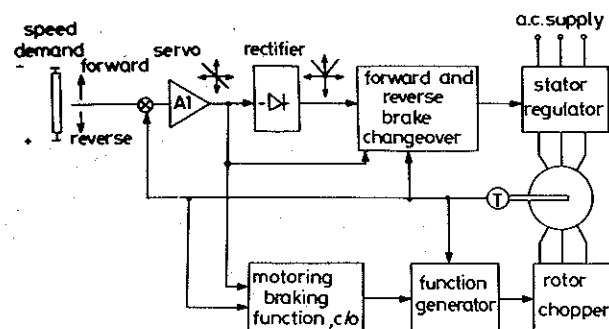 a.c. supply
speed
demand
servo
rectifier
forward
A1
forward and
reverse
brake
changeover
stator
regulator
reverse
-
+
T
motoring
braking
function, c/o
function
generator
rotor
chopper